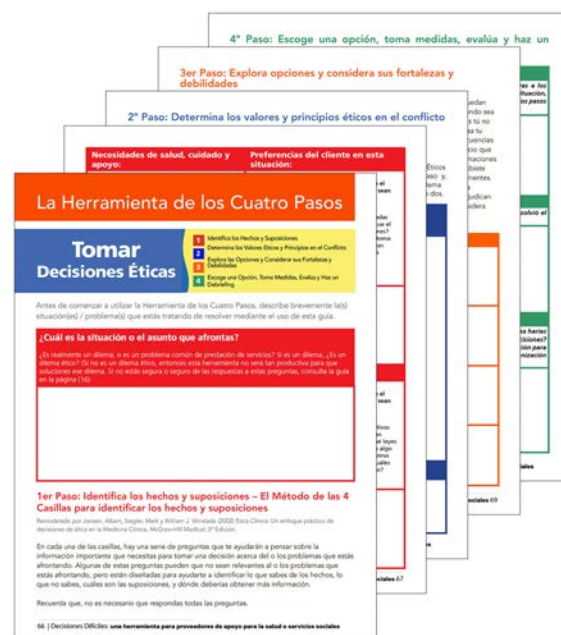 4º Paso: Escoge una opción, toma medidas, evalúa y haz un
3er Paso: Explora opciones y considera sus fortalezas y
debilidades
2º Paso: Determina los valores y principios éticos en el conflicto
Necesidades de salud, cuidado y
apoyo:
Preferencias del cliente en esta
situación:
La Herramienta de los Cuatro Pasos
Tomar
Decisiones Éticas
1 Identifica los Hechos y Suposiciones
2 Determina los Valores Éticos y Principios en el Conflicto
3 Explora las Opciones y Considerar sus Fortalezas y
Debilidades
4 Escoge una Opción, Toma Medidas, Evalúa y Haz un
Debriefing
Antes de comenzar a utilizar la Herramienta de los Cuatro Pasos, describe brevemente la(s)
situación(es) / problema(s) que estás tratando de resolver mediante el uso de esta guía.
¿Cuál es la situación o el asunto que afrontas?
¿Es realmente un dilema, o es un problema común de prestación de servicios? Si es un dilema, ¿Es un
dilema ético? (Si no es un dilema ético, entonces esta herramienta no será tan productiva para que
soluciones ese dilema. Si no estás segura o seguro de las respuestas a estas preguntas, consulta la guía
en la página (16)
1er Paso: Identifica los hechos y suposiciones – El Método de las 4
Casillas para identificar los hechos y suposiciones
Remodelado por Jonsen, Albert, Siegler, Mark y William J. Winslade (2002) Ética Clínica: Un enfoque práctico de
decisiones de ética en la Medicina Clínica, McGraw-Hill Medical; 5ª Edición.
En cada una de las casillas, hay una serie de preguntas que te ayudarán a pensar sobre la
información importante que necesitas para tomar una decisión acerca del o los problemas que estás
afrontando. Algunas de estas preguntas pueden que no sean relevantes al o los problemas que
estás afrontando, pero están diseñadas para ayudarte a identificar lo que sabes de los hechos, lo
que no sabes, cuáles son las suposiciones, y dónde deberías obtener más información.
Recuerda que, no es necesario que respondas todas las preguntas.
66 | Decisiones Difíciles: una herramienta para proveedores de apoyo para la salud o servicios sociales
ociales 67
ociales
ociales 69
ociales